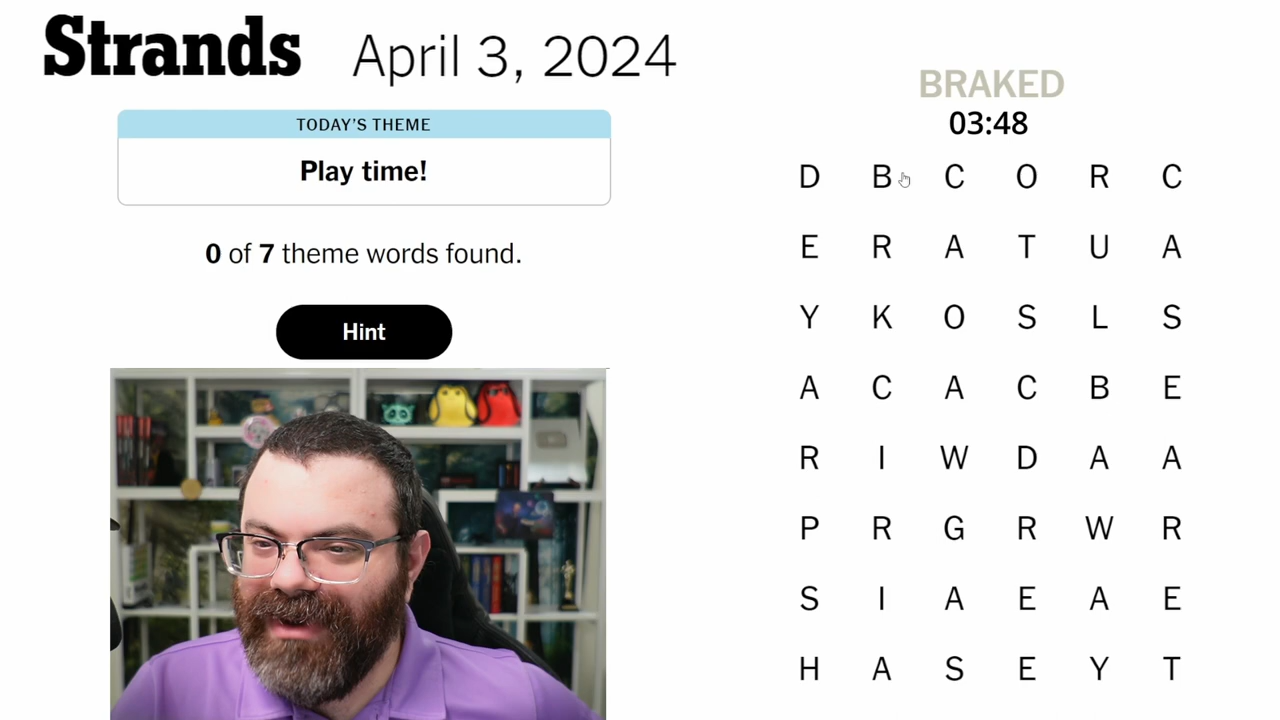 Strands April 3, 2024
TODAY'S THEME
Play time!
0 of 7 theme words found.
Hint
BRAKED
03:48
D B C O R C
E R A T U A
Y K O S L S
A C A C B E
R I W D A A
P R G R W R
S I A E A E
H A S E Y T